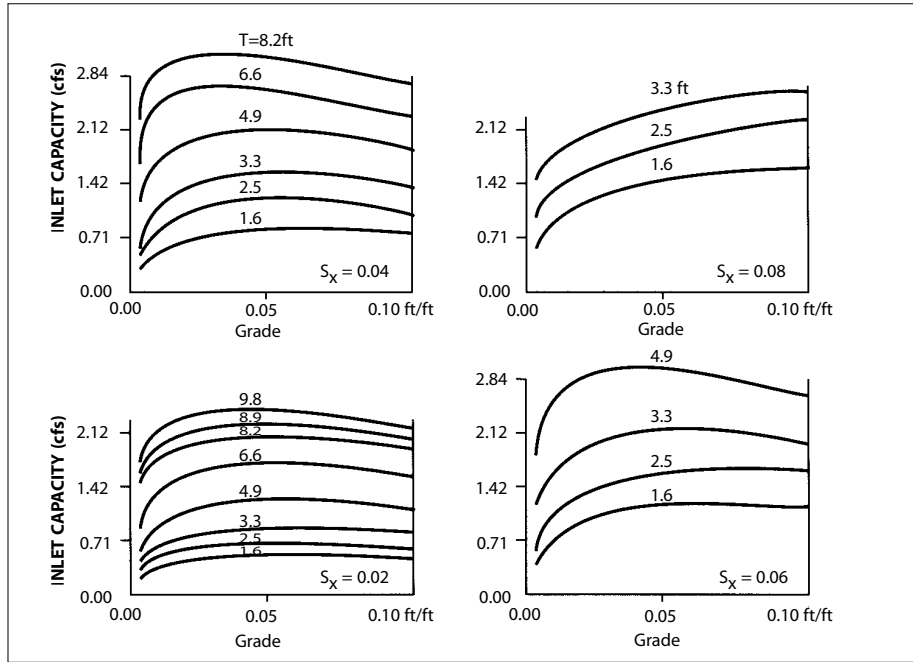 T=8.2ft
6.6
4.9
3.3
2.5
1.6
INLET CAPACITY (cfs)
2.84
2.12
1.42
0.71
0.00
S_x = 0.04
0.00 0.05 0.10 ft/ft
Grade
3.3 ft
2.5
1.6
2.12
1.42
0.71
0.00
S_x = 0.08
0.00 0.05 0.10 ft/ft
Grade
9.8
8.9
8.2
6.6
4.9
3.3
2.5
1.6
INLET CAPACITY (cfs)
2.12
1.42
0.71
0.00
S_x = 0.02
0.00 0.05 0.10 ft/ft
Grade
4.9
3.3
2.5
1.6
2.84
2.12
1.42
0.71
0.00
S_x = 0.06
0.00 0.05 0.10 ft/ft
Grade